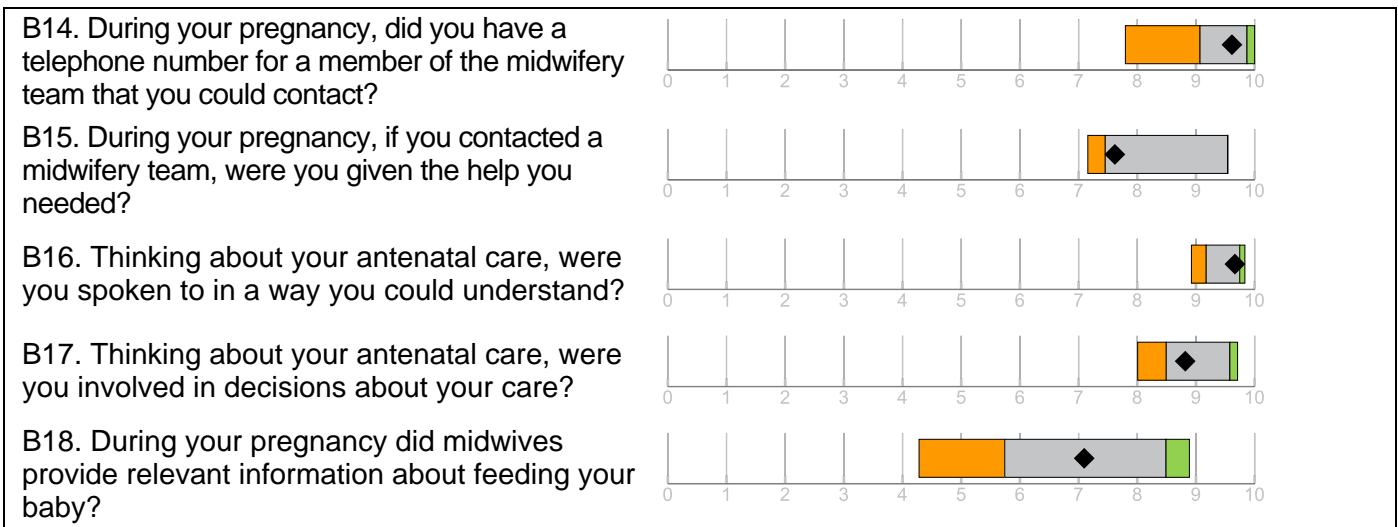 B14. During your pregnancy, did you have a
telephone number for a member of the midwifery
team that you could contact?
0 1 2 3 4 5 6 7 8 9 10
B15. During your pregnancy, if you contacted a
midwifery team, were you given the help you
needed?
0 1 2 3 4 5 6 7 8 9 10
B16. Thinking about your antenatal care, were
you spoken to in a way you could understand?
0 1 2 3 4 5 6 7 8 9 10
B17. Thinking about your antenatal care, were
you involved in decisions about your care?
0 1 2 3 4 5 6 7 8 9 10
B18. During your pregnancy did midwives
provide relevant information about feeding your
baby?
0 1 2 3 4 5 6 7 8 9 10